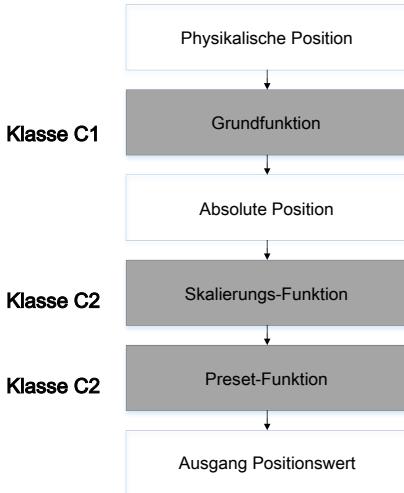 Physikalische Position
Klasse C1
Grundfunktion
Absolute Position
Klasse C2
Skalierungs-Funktion
Klasse C2
Preset-Funktion
Ausgang Positionswert